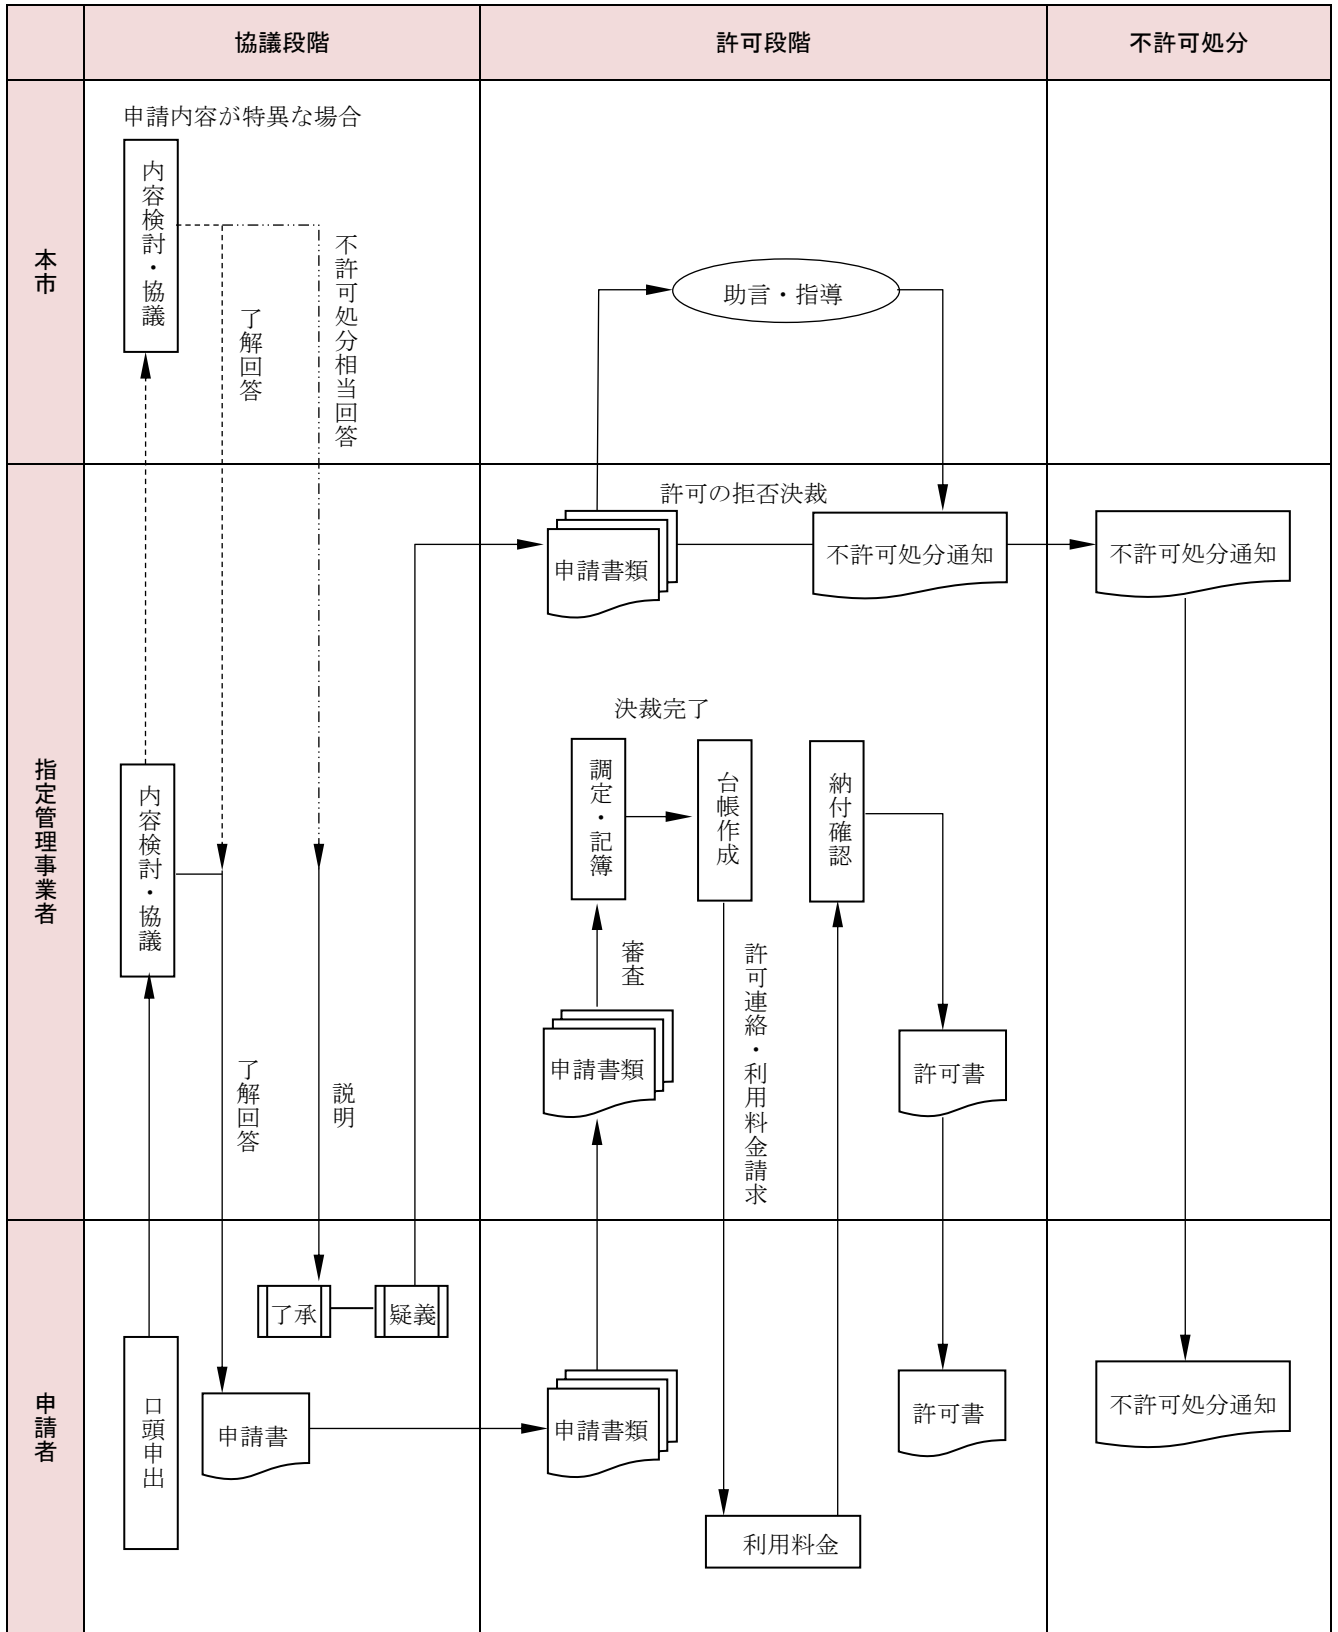 協議段階
許可段階
不許可処分
本市
申請内容が特異な場合
内容検討・協議
了解回答
不許可処分相当回答
助言・指導
指定管理事業者
許可の拒否決裁
申請書類
不許可処分通知
不許可処分通知
決裁完了
内容検討・協議
調定・記簿
台帳作成
納付確認
審査
申請書類
許可連絡・利用料金請求
許可書
了解回答
説明
申請者
了承
疑義
口頭申出
申請書
申請書類
許可書
不許可処分通知
利用料金